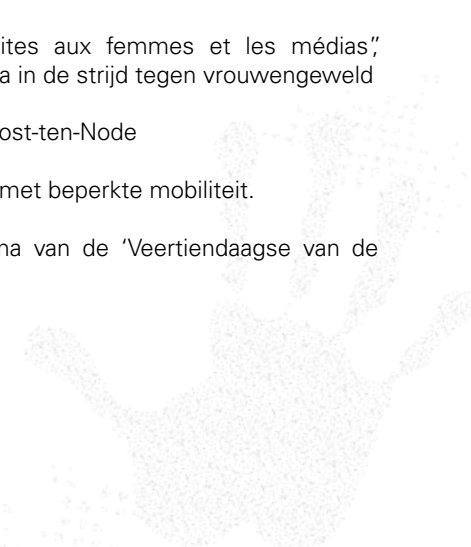 ites aux femmes et les médias",
a in de strijd tegen vrouwengeweld
ost-ten-Node
met beperkte mobiliteit.
na van de 'Veertiendaagse van de